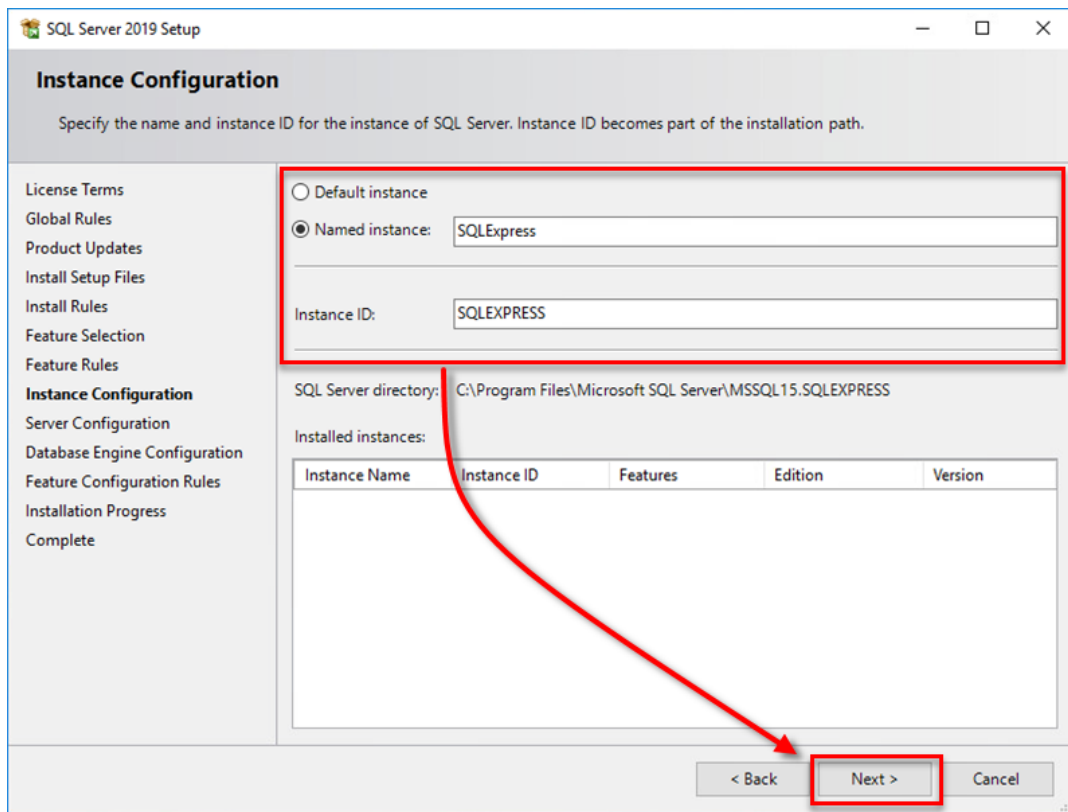 SQL Server 2019 Setup
Instance Configuration
Specify the name and instance ID for the instance of SQL Server. Instance ID becomes part of the installation path.
License Terms
Global Rules
Product Updates
Install Setup Files
Install Rules
Feature Selection
Feature Rules
Instance Configuration
Server Configuration
Database Engine Configuration
Feature Configuration Rules
Installation Progress
Complete
Default instance
Named instance: SQLExpress
Instance ID: SQLEXPRESS
SQL Server directory: C:\Program Files\Microsoft SQL Server\MSSQL15.SQLEXPRESS
Installed instances:
Instance Name Instance ID Features Edition Version
< Back Next > Cancel